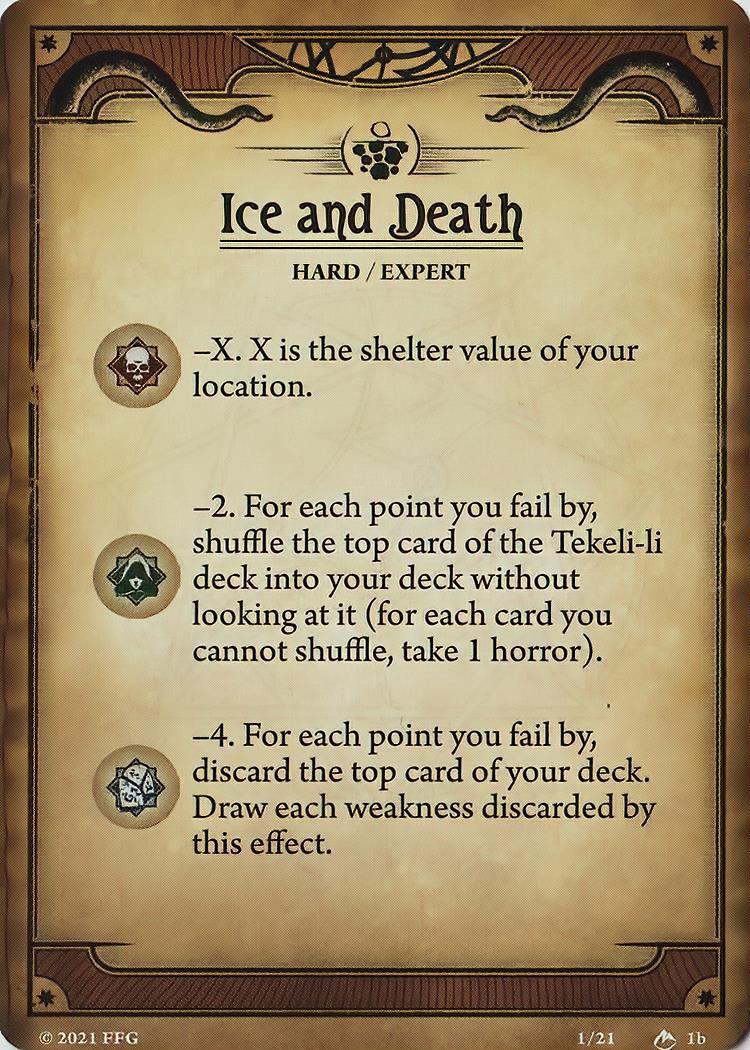 Ice and Death
HARD / EXPERT
–X. X is the shelter value of your
location.
–2. For each point you fail by,
shuffle the top card of the Tekeli-li
deck into your deck without
looking at it (for each card you
cannot shuffle, take 1 horror).
–4. For each point you fail by,
discard the top card of your deck.
Draw each weakness discarded by
this effect.
© 2021 FFG
1/21
1b